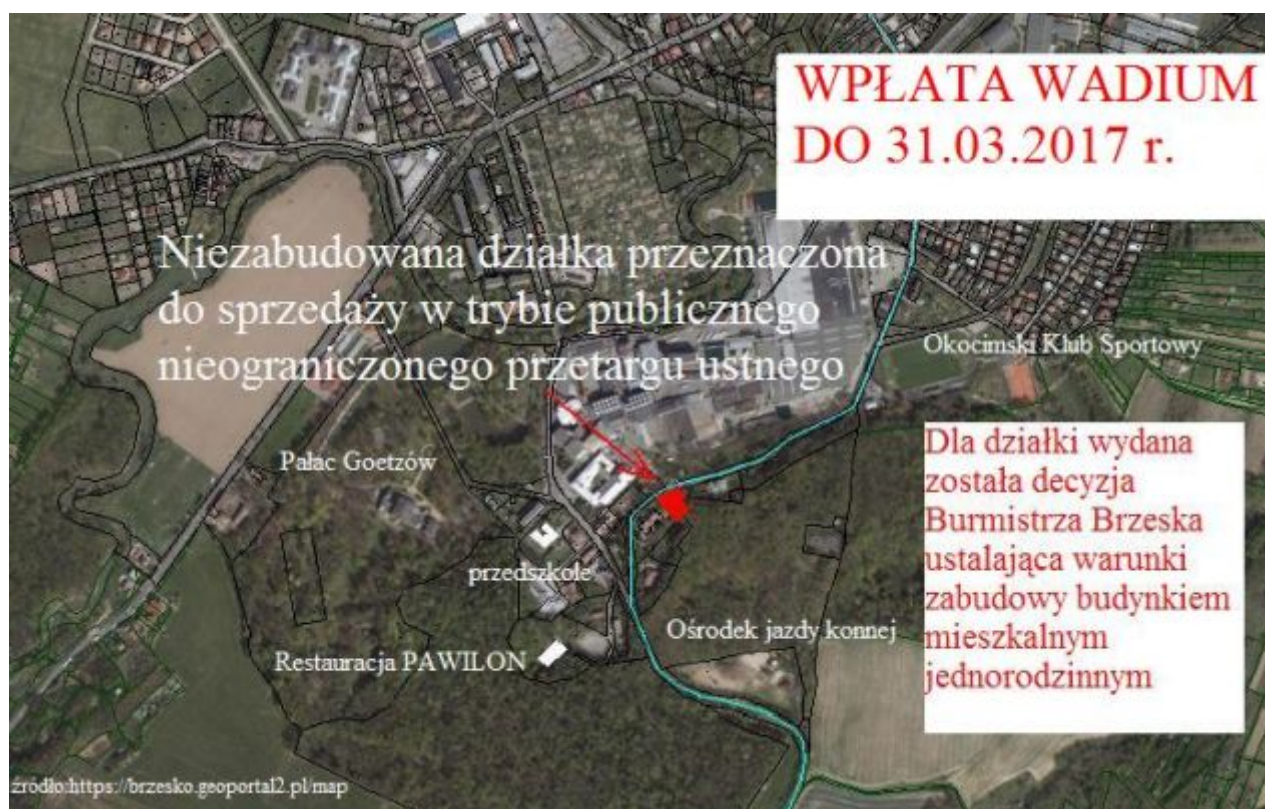 WPŁATA WADIUM
DO 31.03.2017 r.
Niezabudowana działka przeznaczona
do sprzedaży w trybie publicznego
nieograniczonego przetargu ustnego
Okocimski Klub Sportowy
Dla działki wydana
została decyzja
Burmistrza Brzeska
ustalająca warunki
zabudowy budynkiem
mieszkalnym
jednorodzinnym
Pałac Goetzów
przedszkole
Ośrodek jazdy konnej
Restauracja PAWILON
źródło:https://brzesko.geoportal2.pl/map